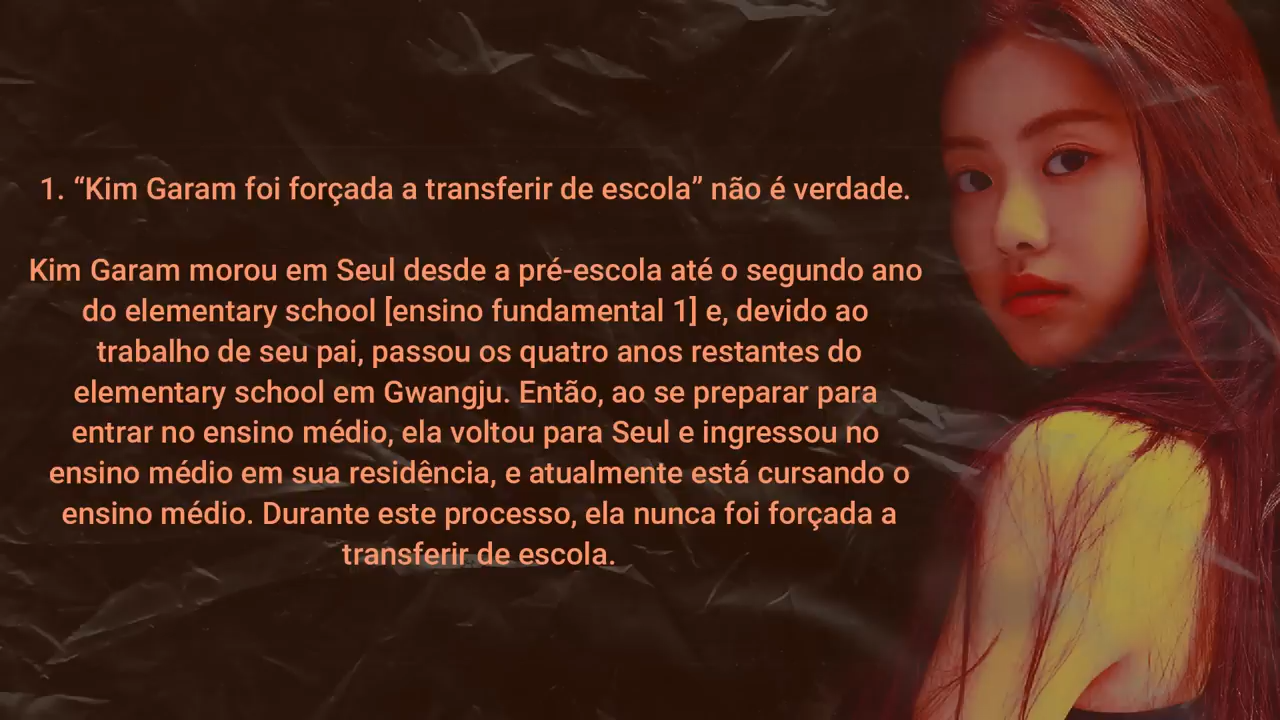 1. “Kim Garam foi forçada a transferir de escola” não é verdade.
Kim Garam morou em Seul desde a pré-escola até o segundo ano
do elementary school [ensino fundamental 1] e, devido ao
trabalho de seu pai, passou os quatro anos restantes do
elementary school em Gwangju. Então, ao se preparar para
entrar no ensino médio, ela voltou para Seul e ingressou no
ensino médio em sua residência, e atualmente está cursando o
ensino médio. Durante este processo, ela nunca foi forçada a
transferir de escola.